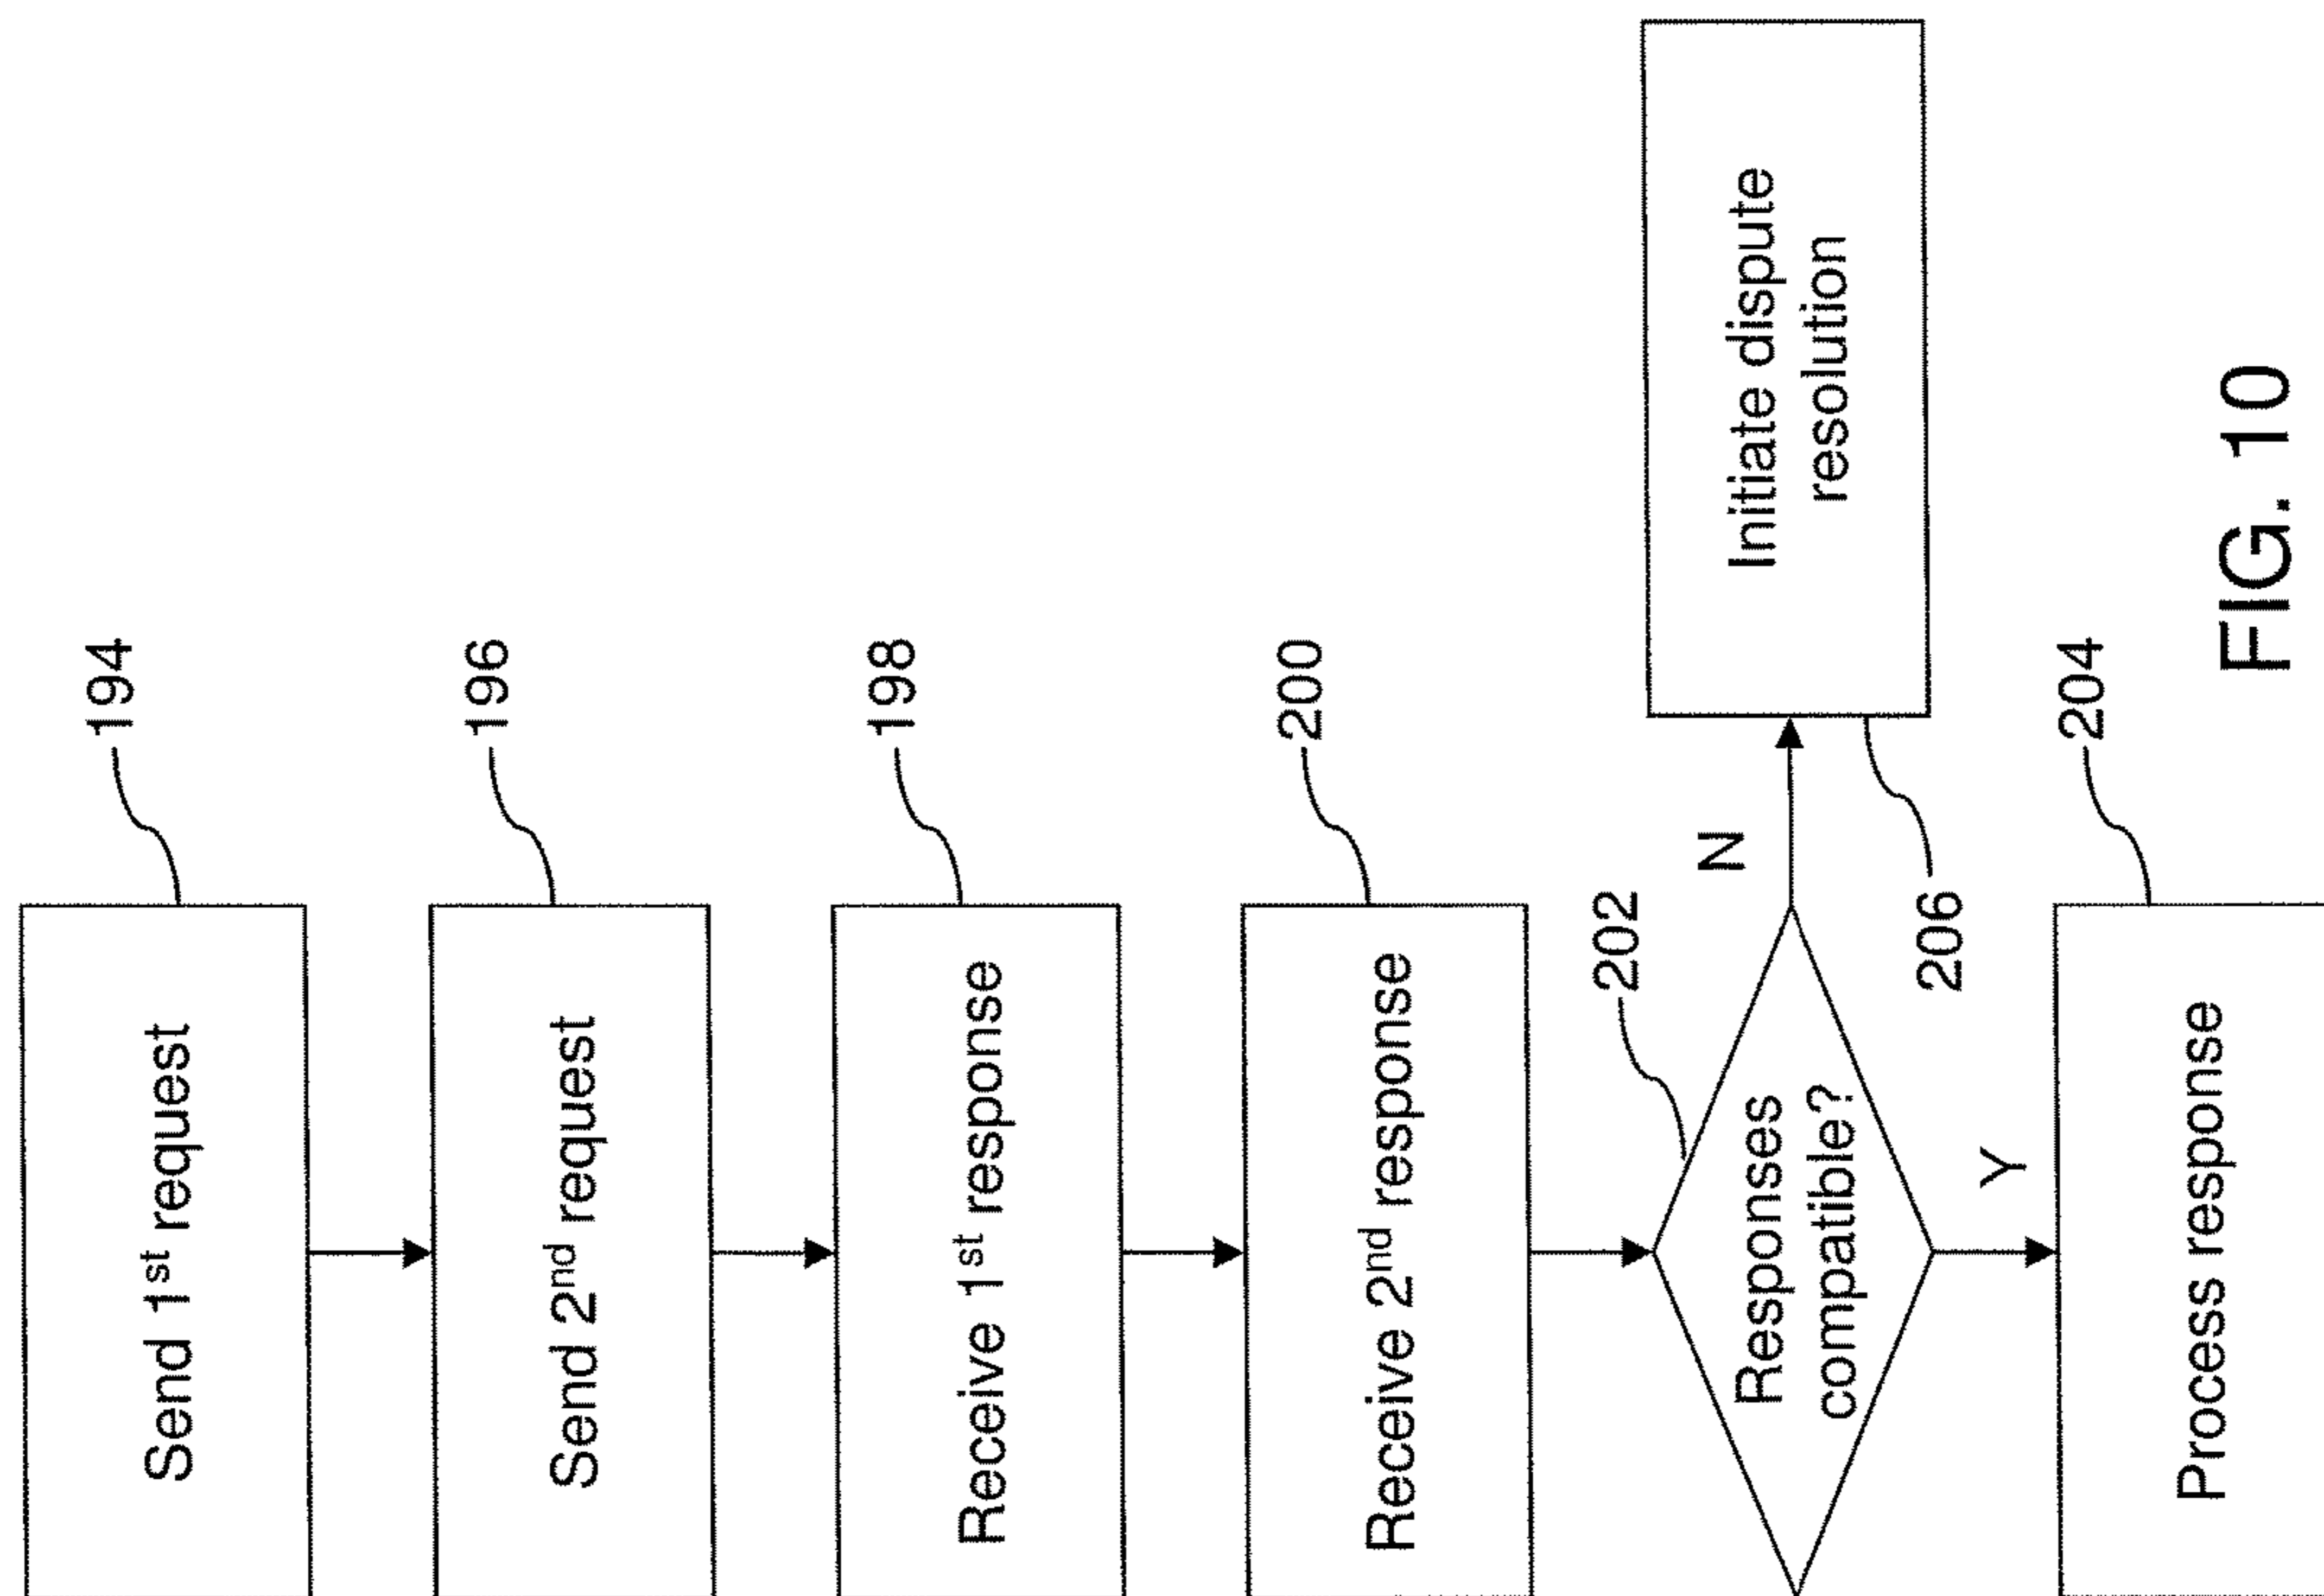 Send 1st request
194
Send 2nd request
196
Receive 1st response
198
Receive 2nd response
200
Responses
compatible?
202
N
Initiate dispute
resolution
206
Y
Process response
204
FIG. 10